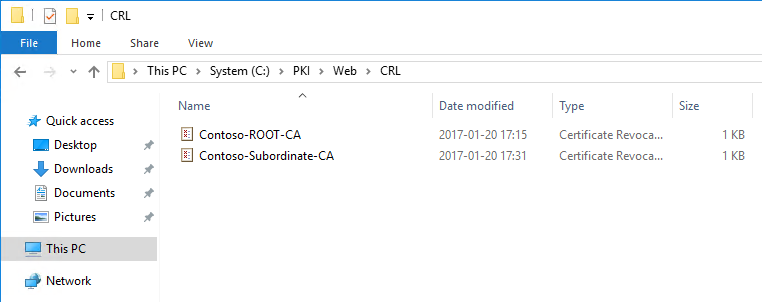 CRL
File Home Share View
This PC System (C:) PKI Web CRL
Name Date modified Type Size
Quick access
Desktop
Downloads
Documents
Pictures
This PC
Network
Contoso-ROOT-CA 2017-01-20 17:15 Certificate Revoca... 1 KB
Contoso-Subordinate-CA 2017-01-20 17:31 Certificate Revoca... 1 KB